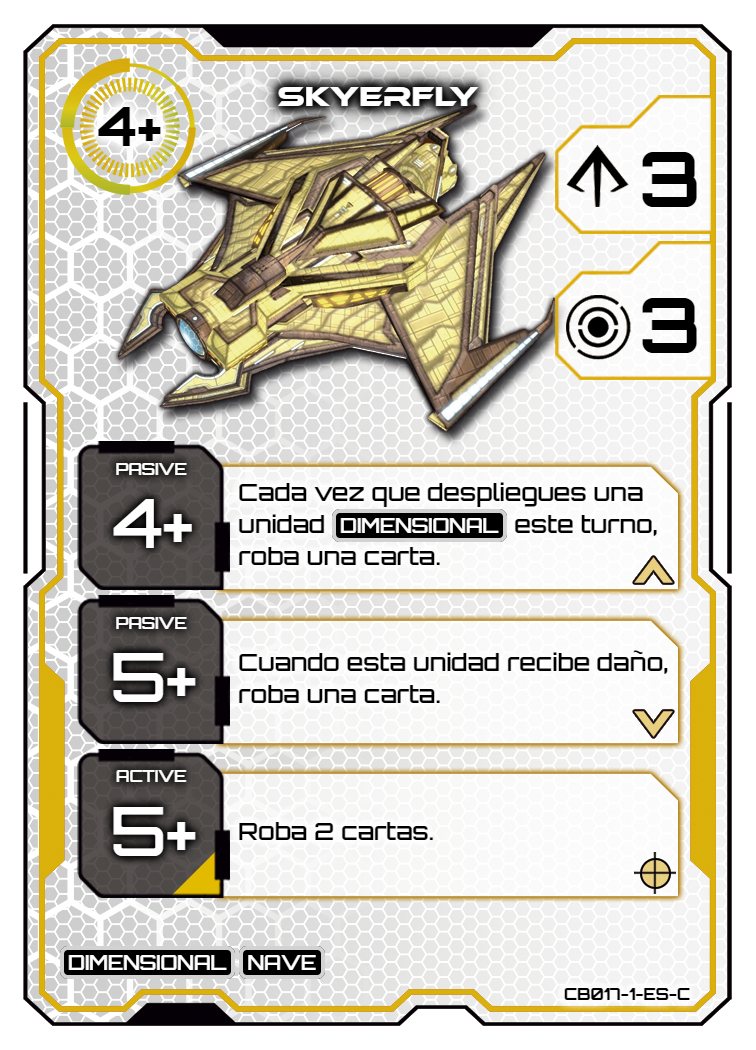 SKYERFLY
4+
3
3
PASIVE
4+
Cada vez que despliegues una
unidad DIMENSIONAL este turno,
roba una carta.
PASIVE
5+
Cuando esta unidad recibe daño,
roba una carta.
ACTIVE
5+
Roba 2 cartas.
DIMENSIONAL NAVE
CB017-1-ES-C